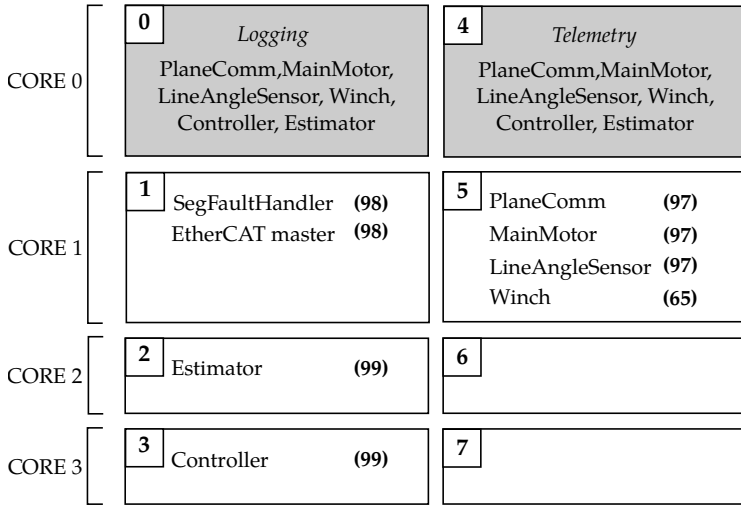 CORE 0
0
Logging
PlaneComm,MainMotor,
LineAngleSensor, Winch,
Controller, Estimator
4
Telemetry
PlaneComm,MainMotor,
LineAngleSensor, Winch,
Controller, Estimator
CORE 1
1
SegFaultHandler (98)
EtherCAT master (98)
5
PlaneComm (97)
MainMotor (97)
LineAngleSensor (97)
Winch (65)
CORE 2
2
Estimator (99)
6
CORE 3
3
Controller (99)
7